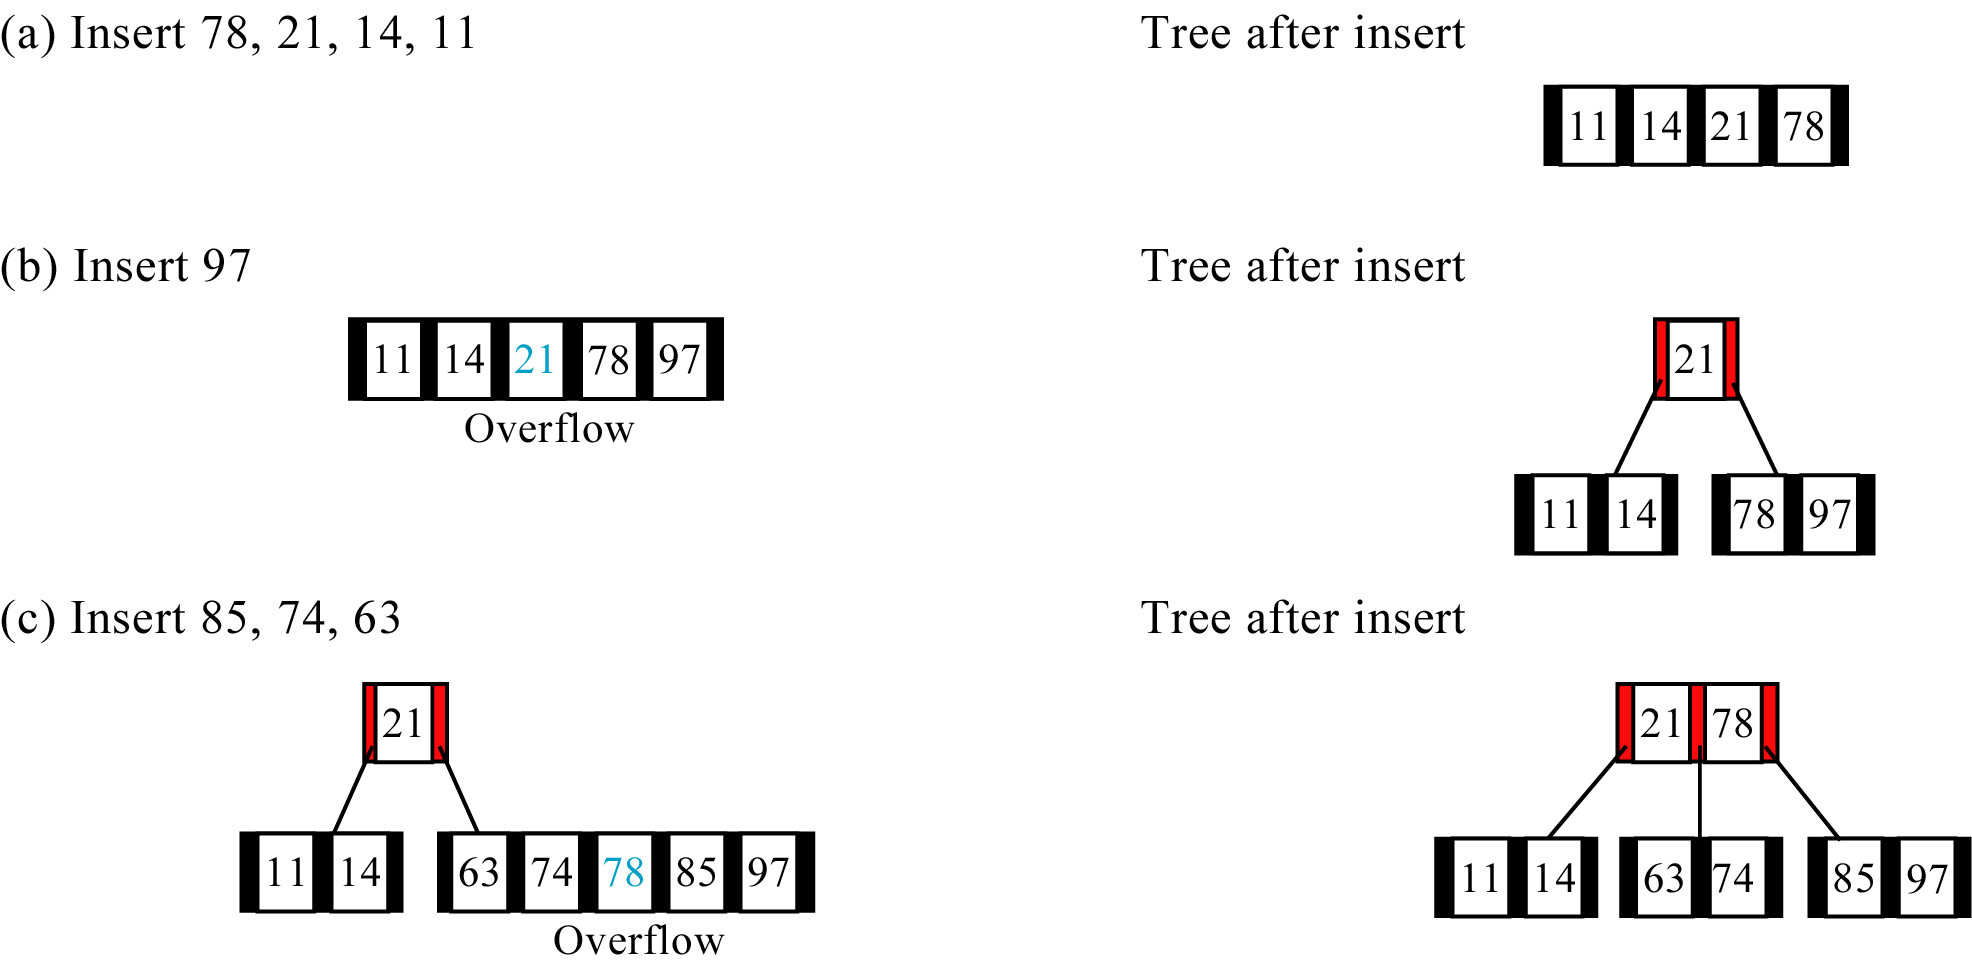 (a) Insert 78, 21, 14, 11
Tree after insert
11 14 21 78
(b) Insert 97
Tree after insert
11 14 21 78 97
Overflow
21
11 14 78 97
(c) Insert 85, 74, 63
Tree after insert
21
11 14 63 74 78 85 97
Overflow
21 78
11 14 63 74 85 97